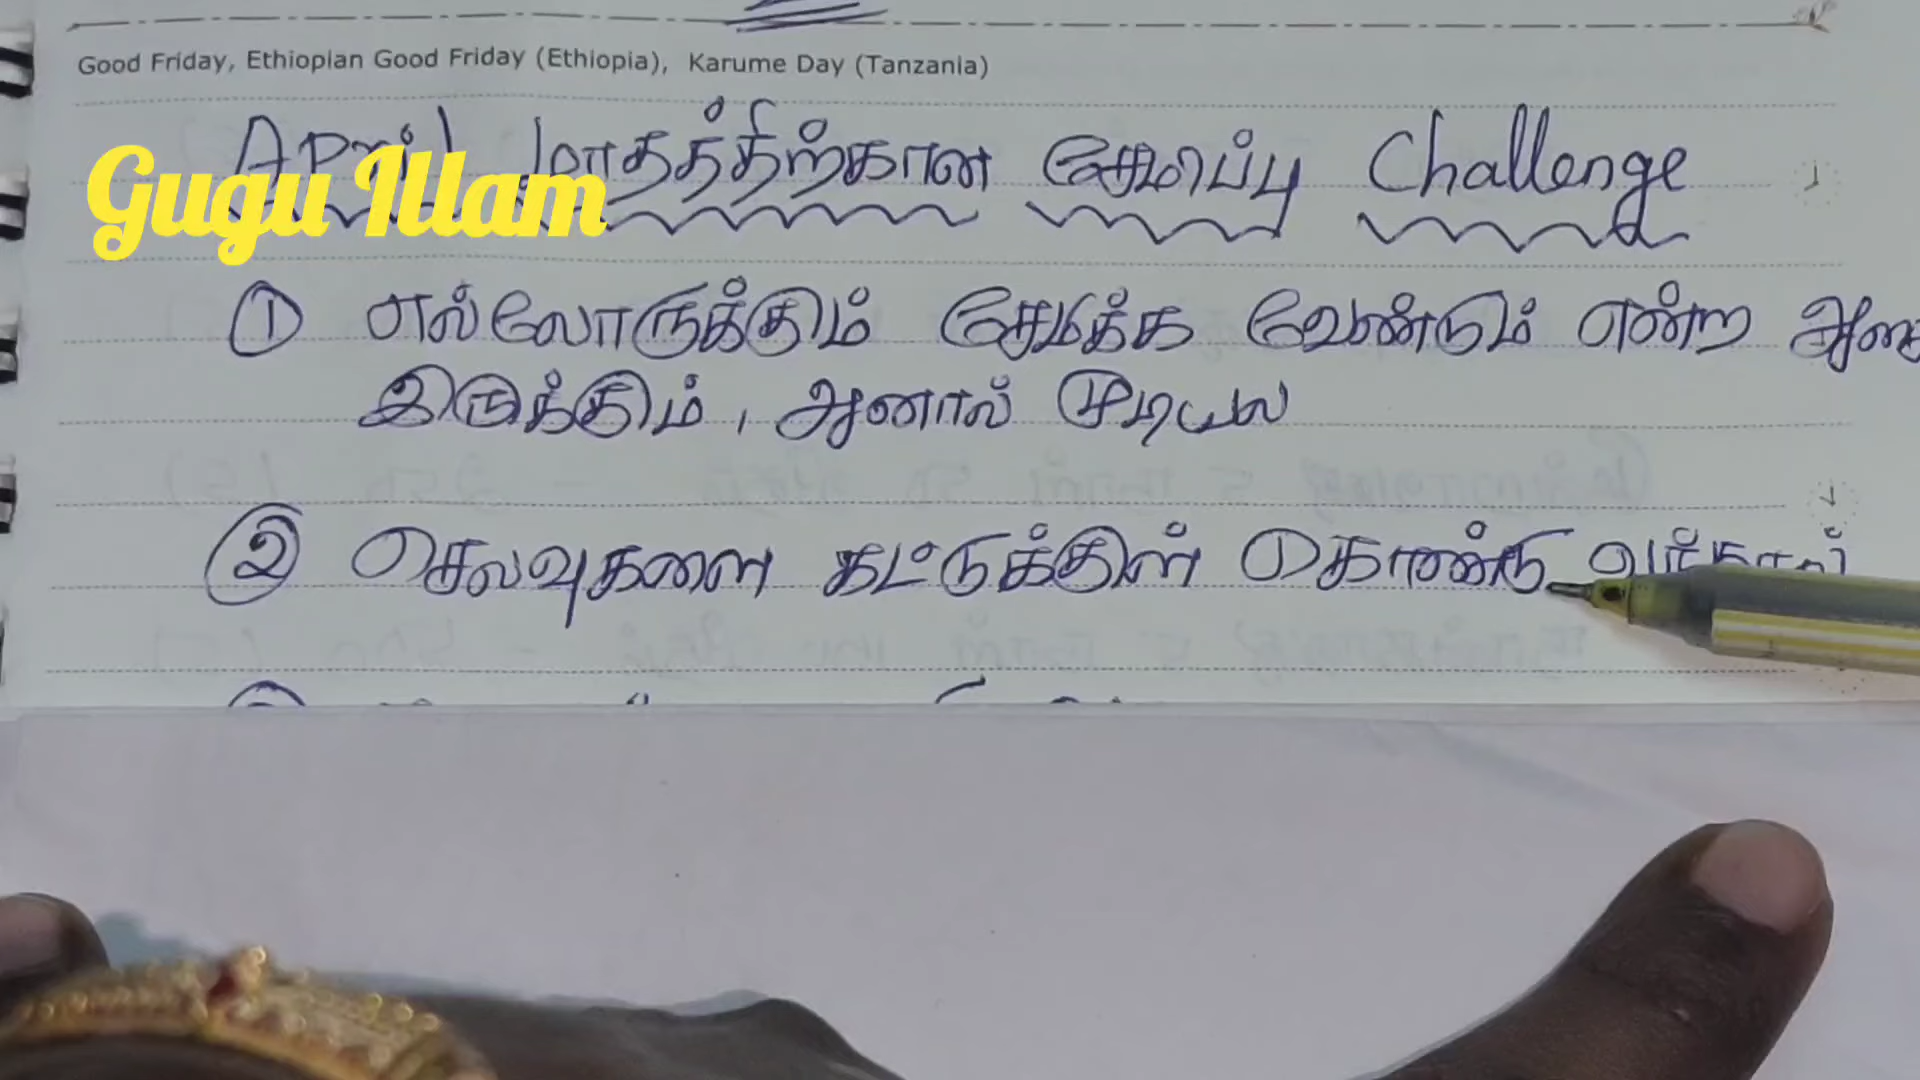 Good Friday, Ethiopian Good Friday (Ethiopia), Karume Day (Tanzania)
April மாதத்திற்கான சேமிப்பு Challenge
Gugu Illam
① எல்லோருக்கும் சேமிக்க வேண்டும் என்ற
இருக்கும், ஆனால் முடியல
② செலவுகளை கட்டுக்குள் கொண்டு